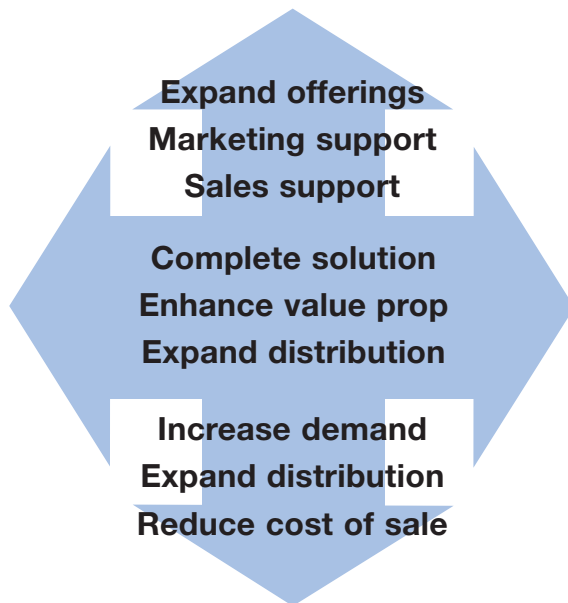 Expand offerings
Marketing support
Sales support
Complete solution
Enhance value prop
Expand distribution
Increase demand
Expand distribution
Reduce cost of sale